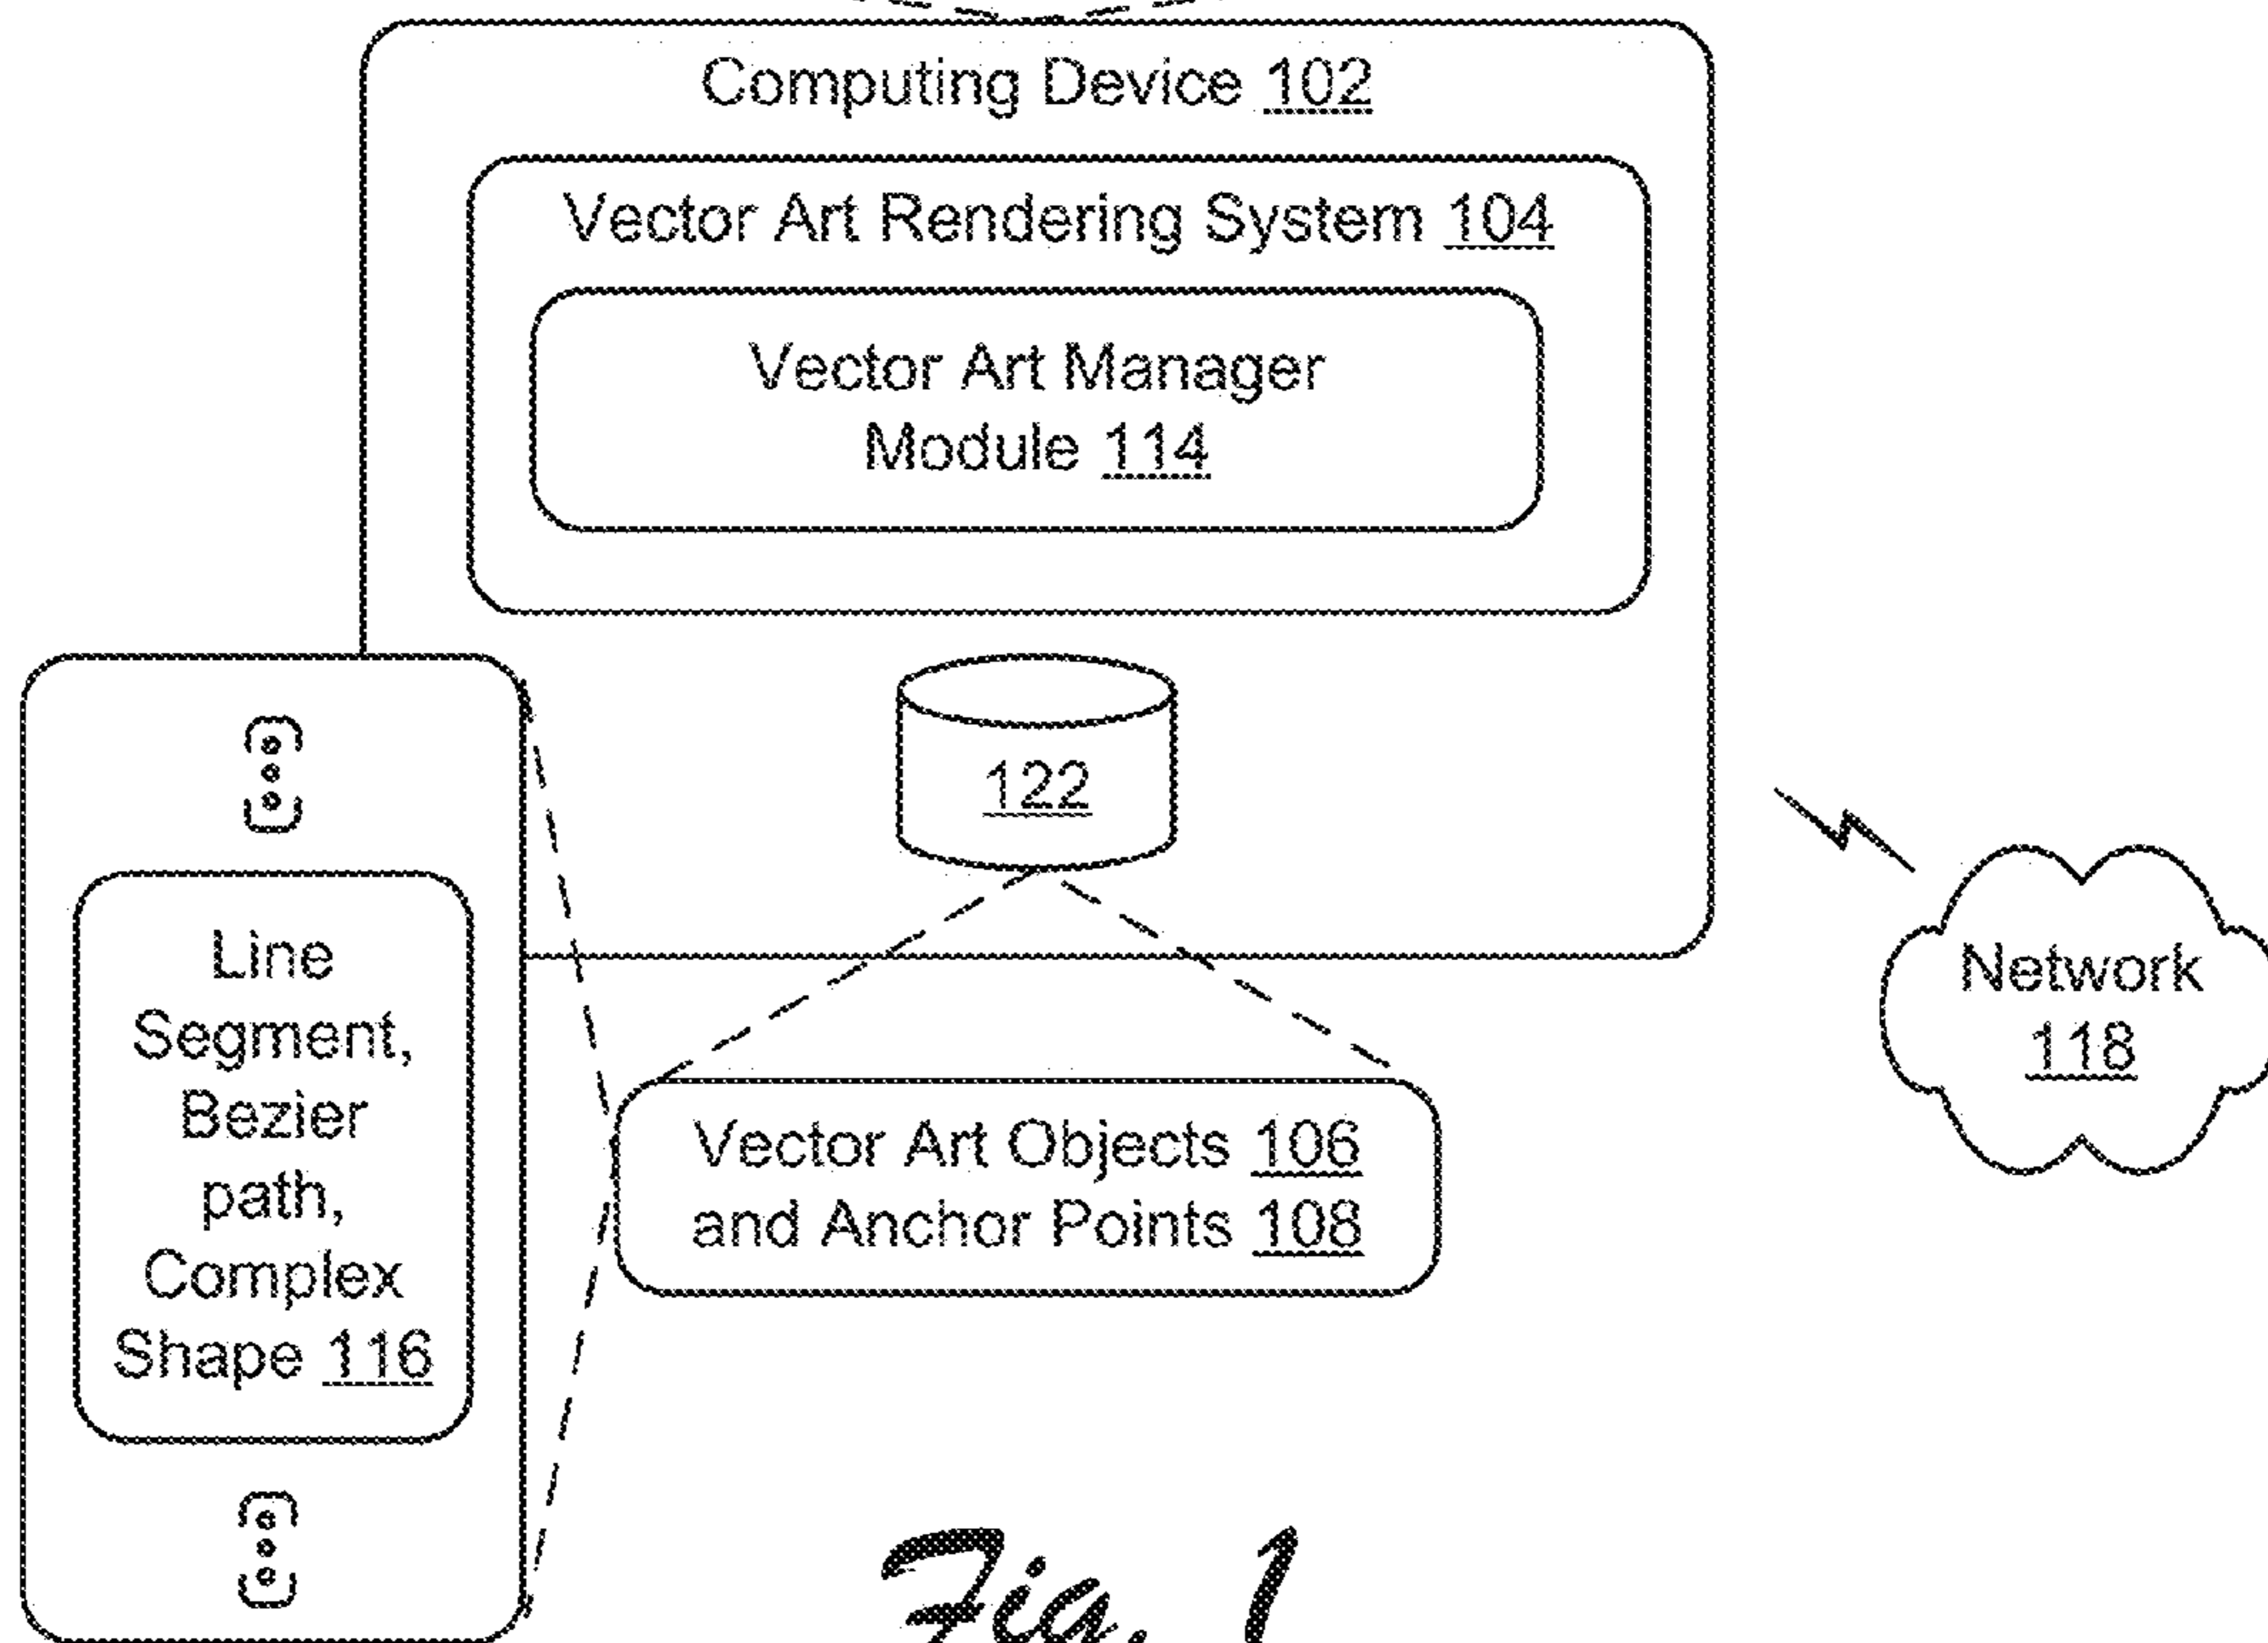 Computing Device 102
Vector Art Rendering System 104
Vector Art Manager
Module 114
122
Line
Segment,
Bezier
path,
Complex
Shape 116
Network
118
Vector Art Objects 106
and Anchor Points 108
Fig. 1